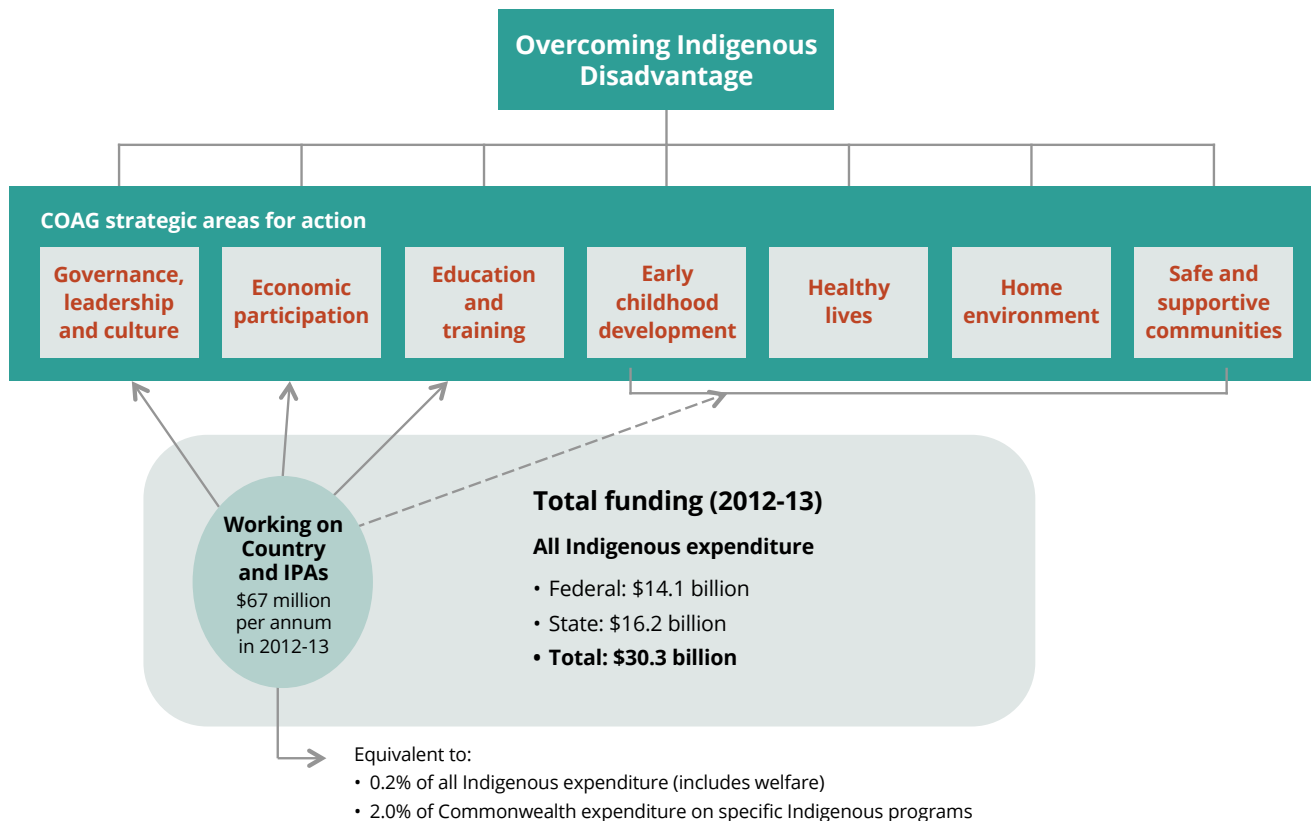 Overcoming Indigenous
Disadvantage
COAG strategic areas for action
Governance,
leadership
and culture
Economic
participation
Education
and
training
Early
childhood
development
Healthy
lives
Home
environment
Safe and
supportive
communities
Working on
Country
and IPAs
$67 million
per annum
in 2012-13
Total funding (2012-13)
All Indigenous expenditure
• Federal: $14.1 billion
• State: $16.2 billion
• Total: $30.3 billion
Equivalent to:
• 0.2% of all Indigenous expenditure (includes welfare)
• 2.0% of Commonwealth expenditure on specific Indigenous programs